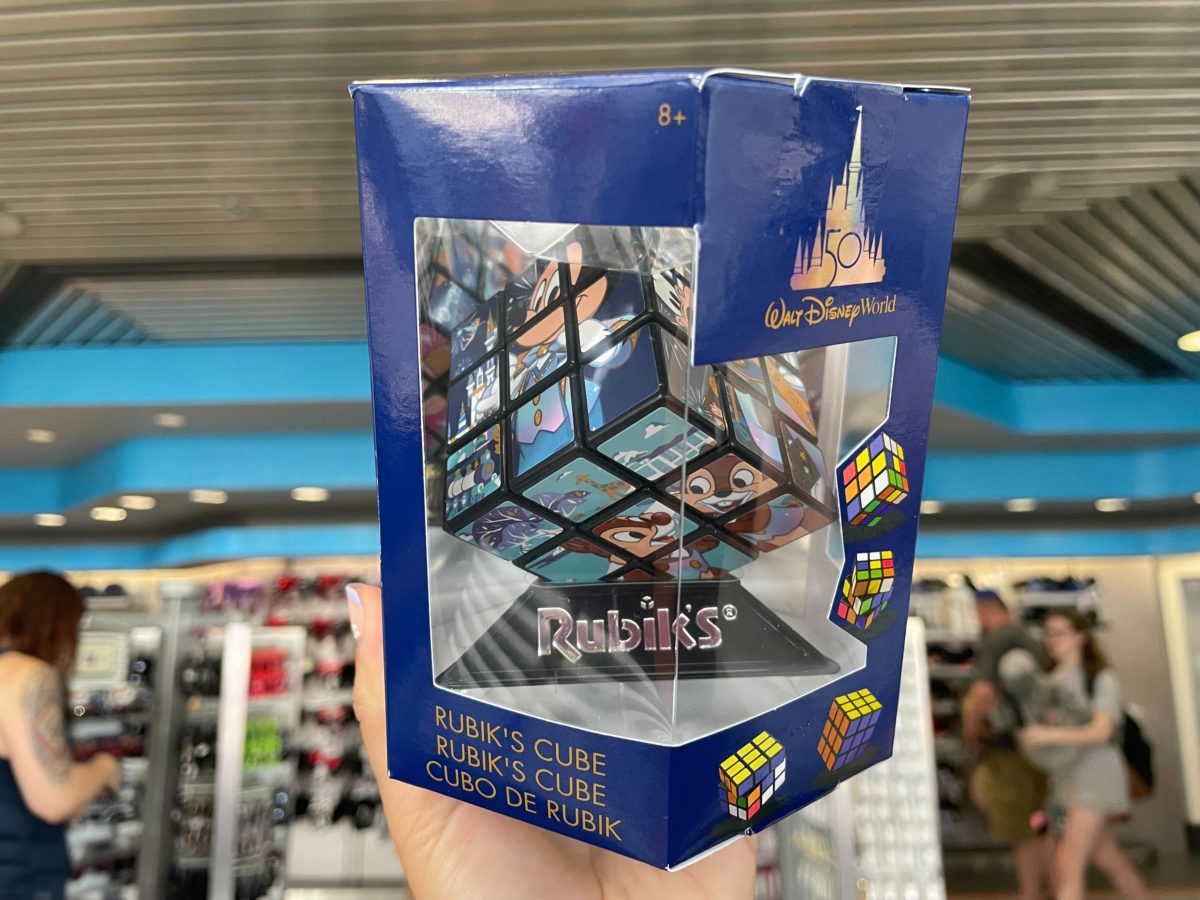 8+
50
Walt Disney World
Rubik's®
RUBIK'S CUBE
RUBIK'S CUBE
CUBO DE RUBIK